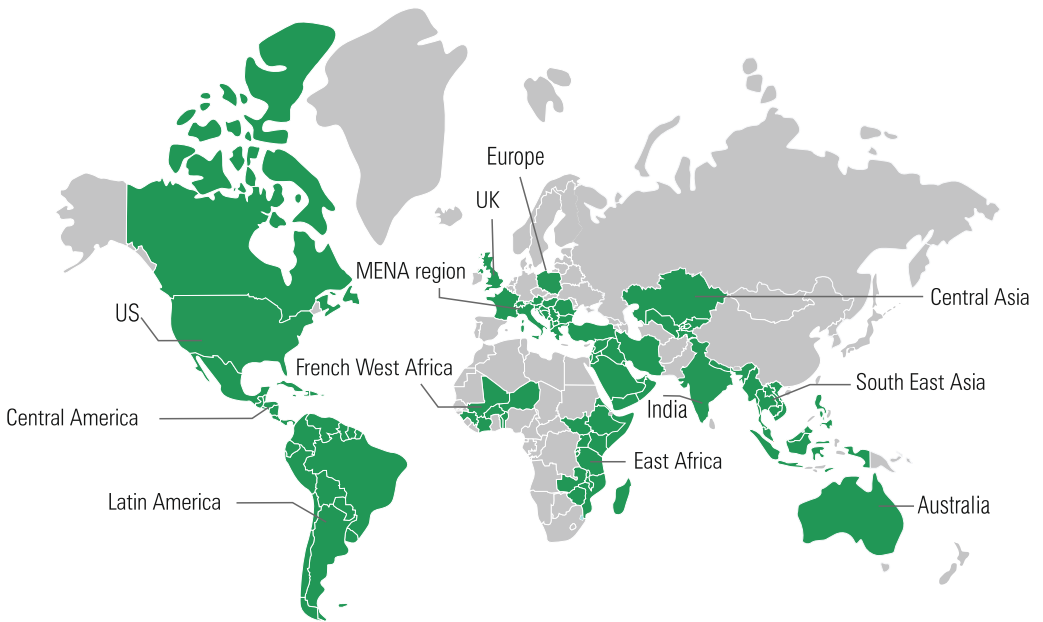 Europe
UK
MENA region
Central Asia
US
French West Africa
South East Asia
India
Central America
East Africa
Latin America
Australia